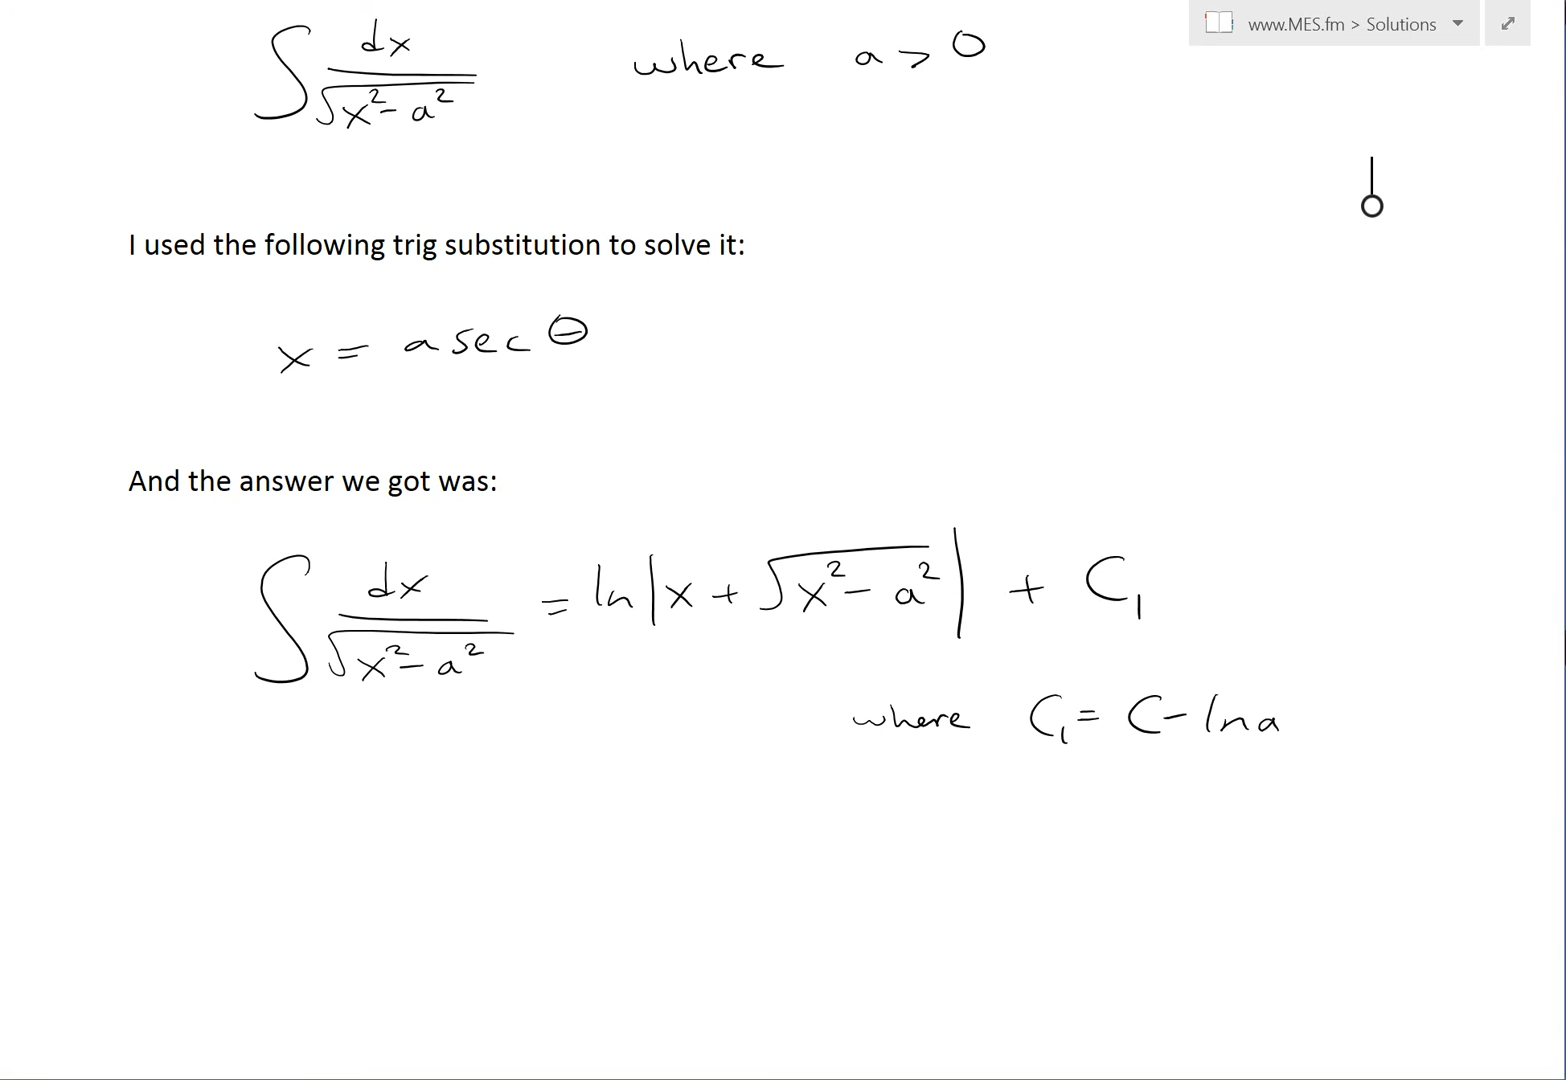 www.MES.fm > Solutions
∫ dx / √(x² - a²) where a > 0
I used the following trig substitution to solve it:
x = a sec θ
And the answer we got was:
∫ dx / √(x² - a²) = ln|x + √(x² - a²)| + C₁
where C₁ = C - ln a